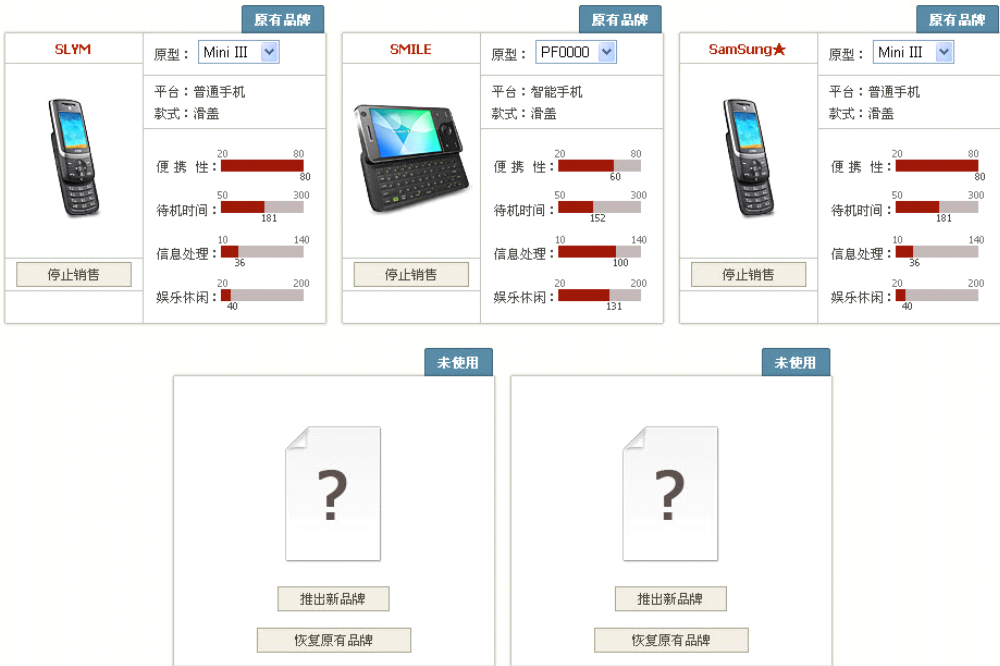 原有品牌
SLYM
原型： Mini III
平台：普通手机
款式：滑盖
便 携 性：
20 80
80
待机时间：
50 300
181
信息处理：
10 140
36
娱乐休闲：
20 200
40
停止销售
原有品牌
SMILE
原型： PF0000
平台：智能手机
款式：滑盖
便 携 性：
20 80
60
待机时间：
50 300
152
信息处理：
10 140
100
娱乐休闲：
20 200
131
停止销售
原有品牌
SamSung★
原型： Mini III
平台：普通手机
款式：滑盖
便 携 性：
20 80
80
待机时间：
50 300
181
信息处理：
10 140
36
娱乐休闲：
20 200
40
停止销售
未使用
?
推出新品牌
恢复原有品牌
未使用
?
推出新品牌
恢复原有品牌